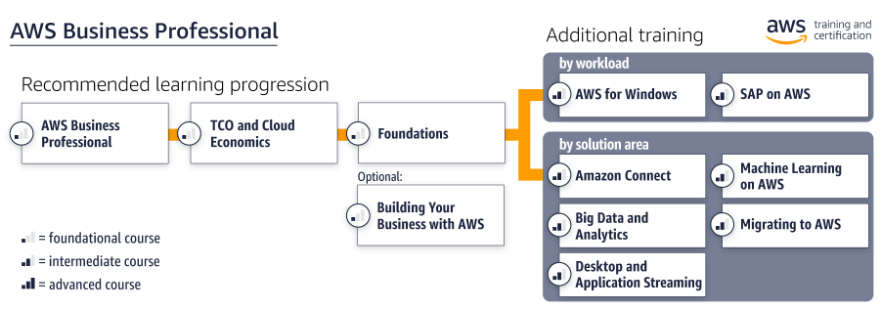 AWS Business Professional
aws training and
certification
Additional training
Recommended learning progression
AWS Business
Professional
TCO and Cloud
Economics
Foundations
Optional:
Building Your
Business with AWS
by workload
AWS for Windows
SAP on AWS
by solution area
Amazon Connect
Machine Learning
on AWS
Big Data and
Analytics
Migrating to AWS
Desktop and
Application Streaming
= foundational course
= intermediate course
= advanced course